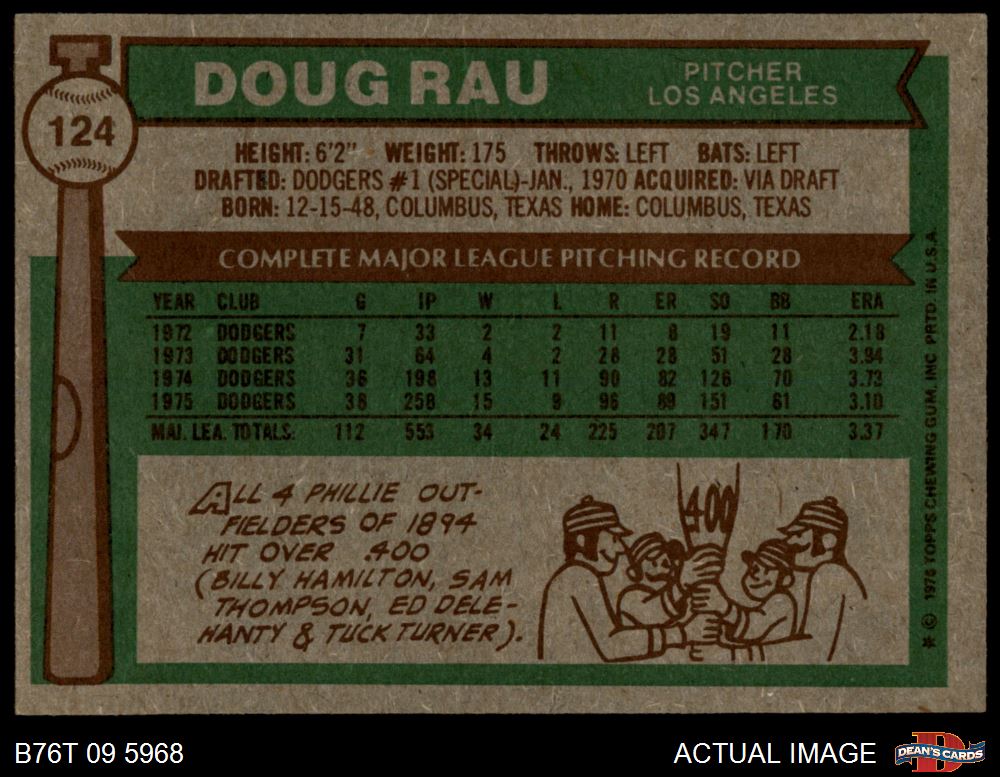 124
DOUG RAU
PITCHER
LOS ANGELES
HEIGHT: 6'2" WEIGHT: 175 THROWS: LEFT BATS: LEFT
DRAFTED: DODGERS #1 (SPECIAL)-JAN., 1970 ACQUIRED: VIA DRAFT
BORN: 12-15-48, COLUMBUS, TEXAS HOME: COLUMBUS, TEXAS
COMPLETE MAJOR LEAGUE PITCHING RECORD
YEAR CLUB G IP W L R ER SO BB ERA
1972 DODGERS 7 33 2 2 11 8 19 11 2.18
1973 DODGERS 31 64 4 2 28 28 51 28 3.94
1974 DODGERS 36 198 13 11 90 82 126 70 3.73
1975 DODGERS 38 258 15 9 96 89 151 61 3.10
MAJ. LEA. TOTALS: 112 553 34 24 225 207 347 170 3.37
ALL 4 PHILLIE OUT-
FIELDERS OF 1894
HIT OVER .400
(BILLY HAMILTON, SAM
THOMPSON, ED DELE-
HANTY & TUCK TURNER).
.400
* © 1976 TOPPS CHEWING GUM, INC. PRTD. IN U.S.A.
B76T 09 5968
ACTUAL IMAGE
DEAN'S CARDS